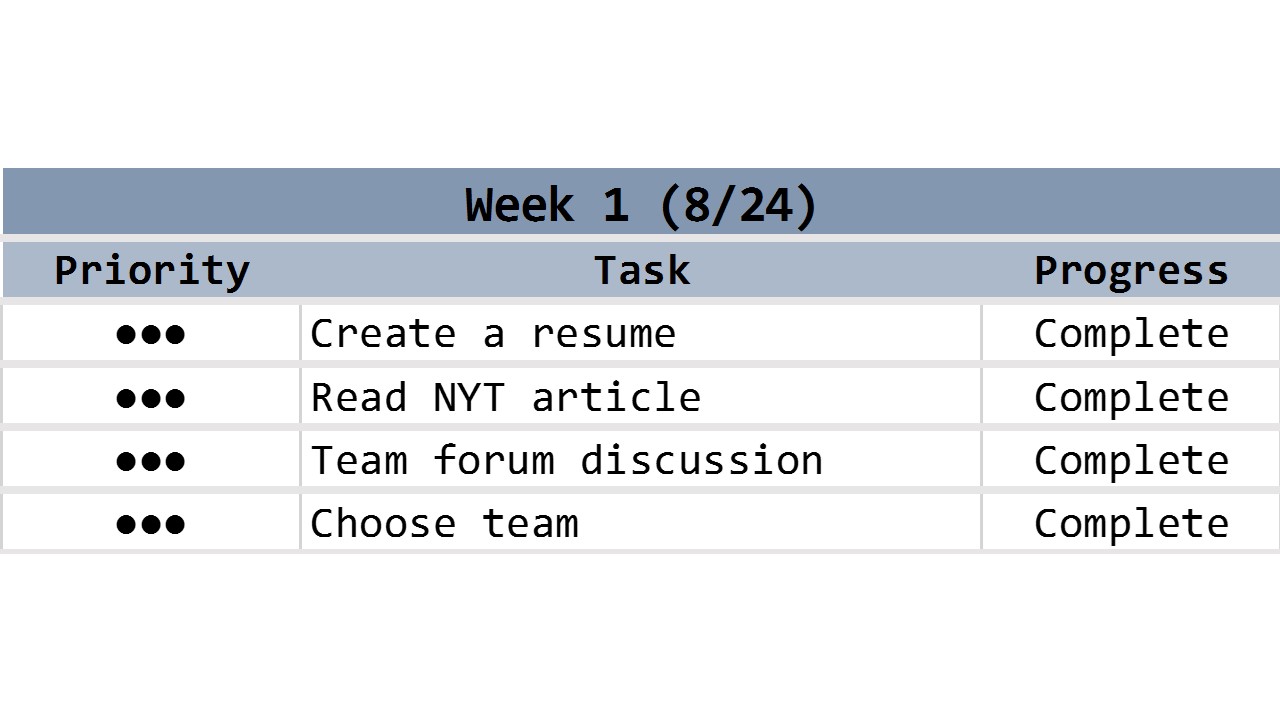 Week 1 (8/24)
Priority Task Progress
●●● Create a resume Complete
●●● Read NYT article Complete
●●● Team forum discussion Complete
●●● Choose team Complete